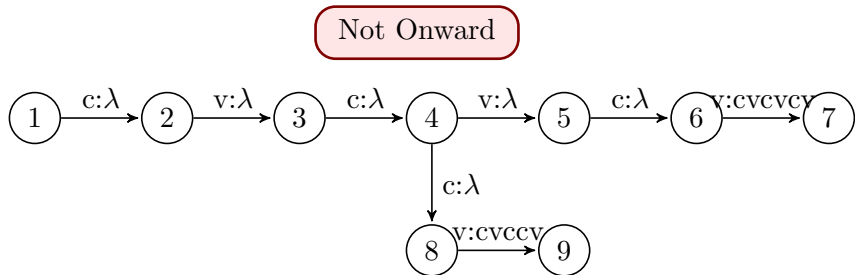 Not Onward
c:λ v:λ c:λ v:λ c:λ v:cvcvcv
1 2 3 4 5 6 7
c:λ
v:cvccv
8 9